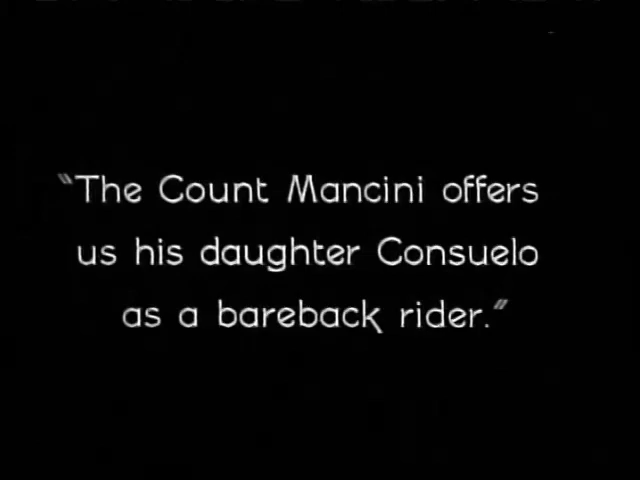 "The Count Mancini offers
us his daughter Consuelo
as a bareback rider."